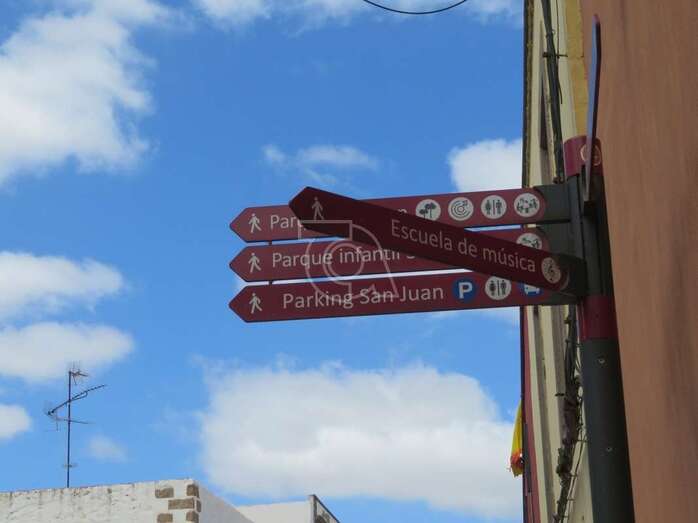 Escuela de música
Parque infantil
Parking San Juan P